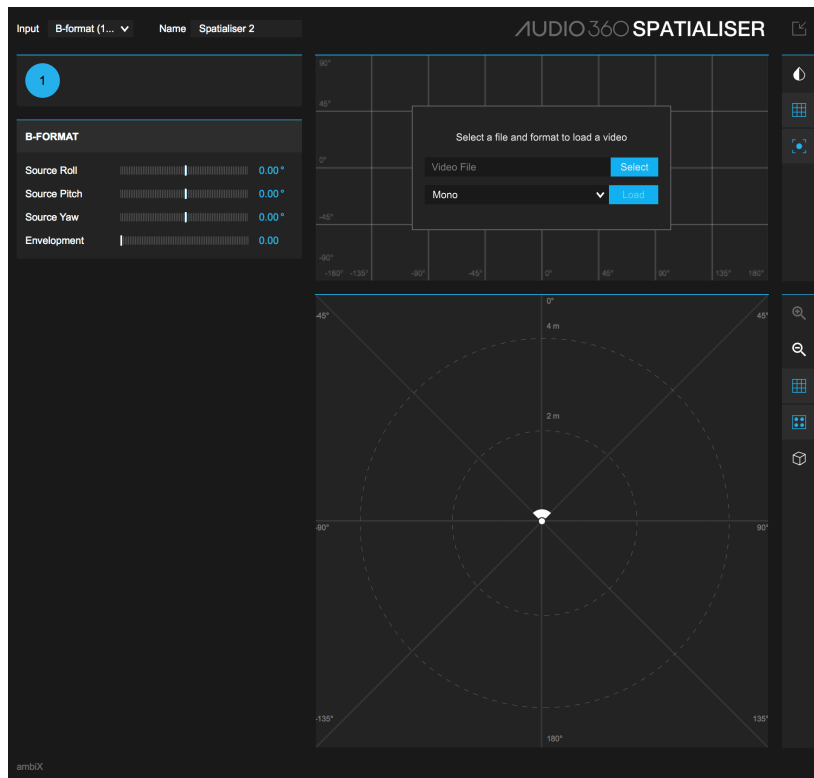 Input B-format (1... Name Spatialiser 2 AUDIO360 SPATIALISER
1
B-FORMAT
Source Roll 0.00°
Source Pitch 0.00°
Source Yaw 0.00°
Envelopment 0.00
90°
45°
0°
-45°
-90°
-180° -135° -90° -45° 0° 45° 90° 135° 180°
Select a file and format to load a video
Video File Select
Mono Load
0°
-45° 45°
4 m
2 m
-90° 90°
-135° 135°
180°
ambiX